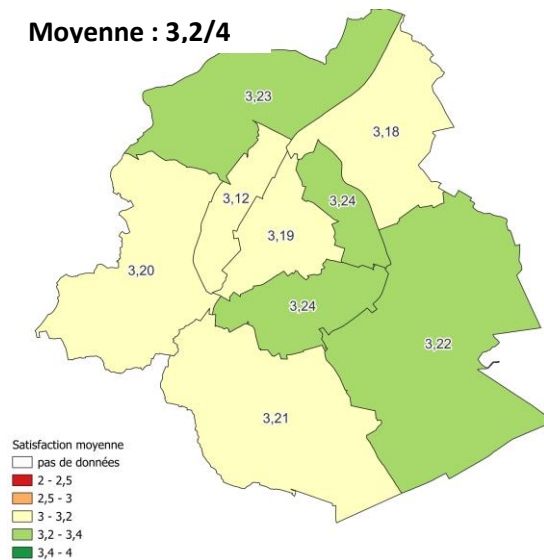 Moyenne : 3,2/4
3,23
3,18
3,12
3,24
3,19
3,20
3,24
3,22
3,21
Satisfaction moyenne
pas de données
2 - 2,5
2,5 - 3
3 - 3,2
3,2 - 3,4
3,4 - 4